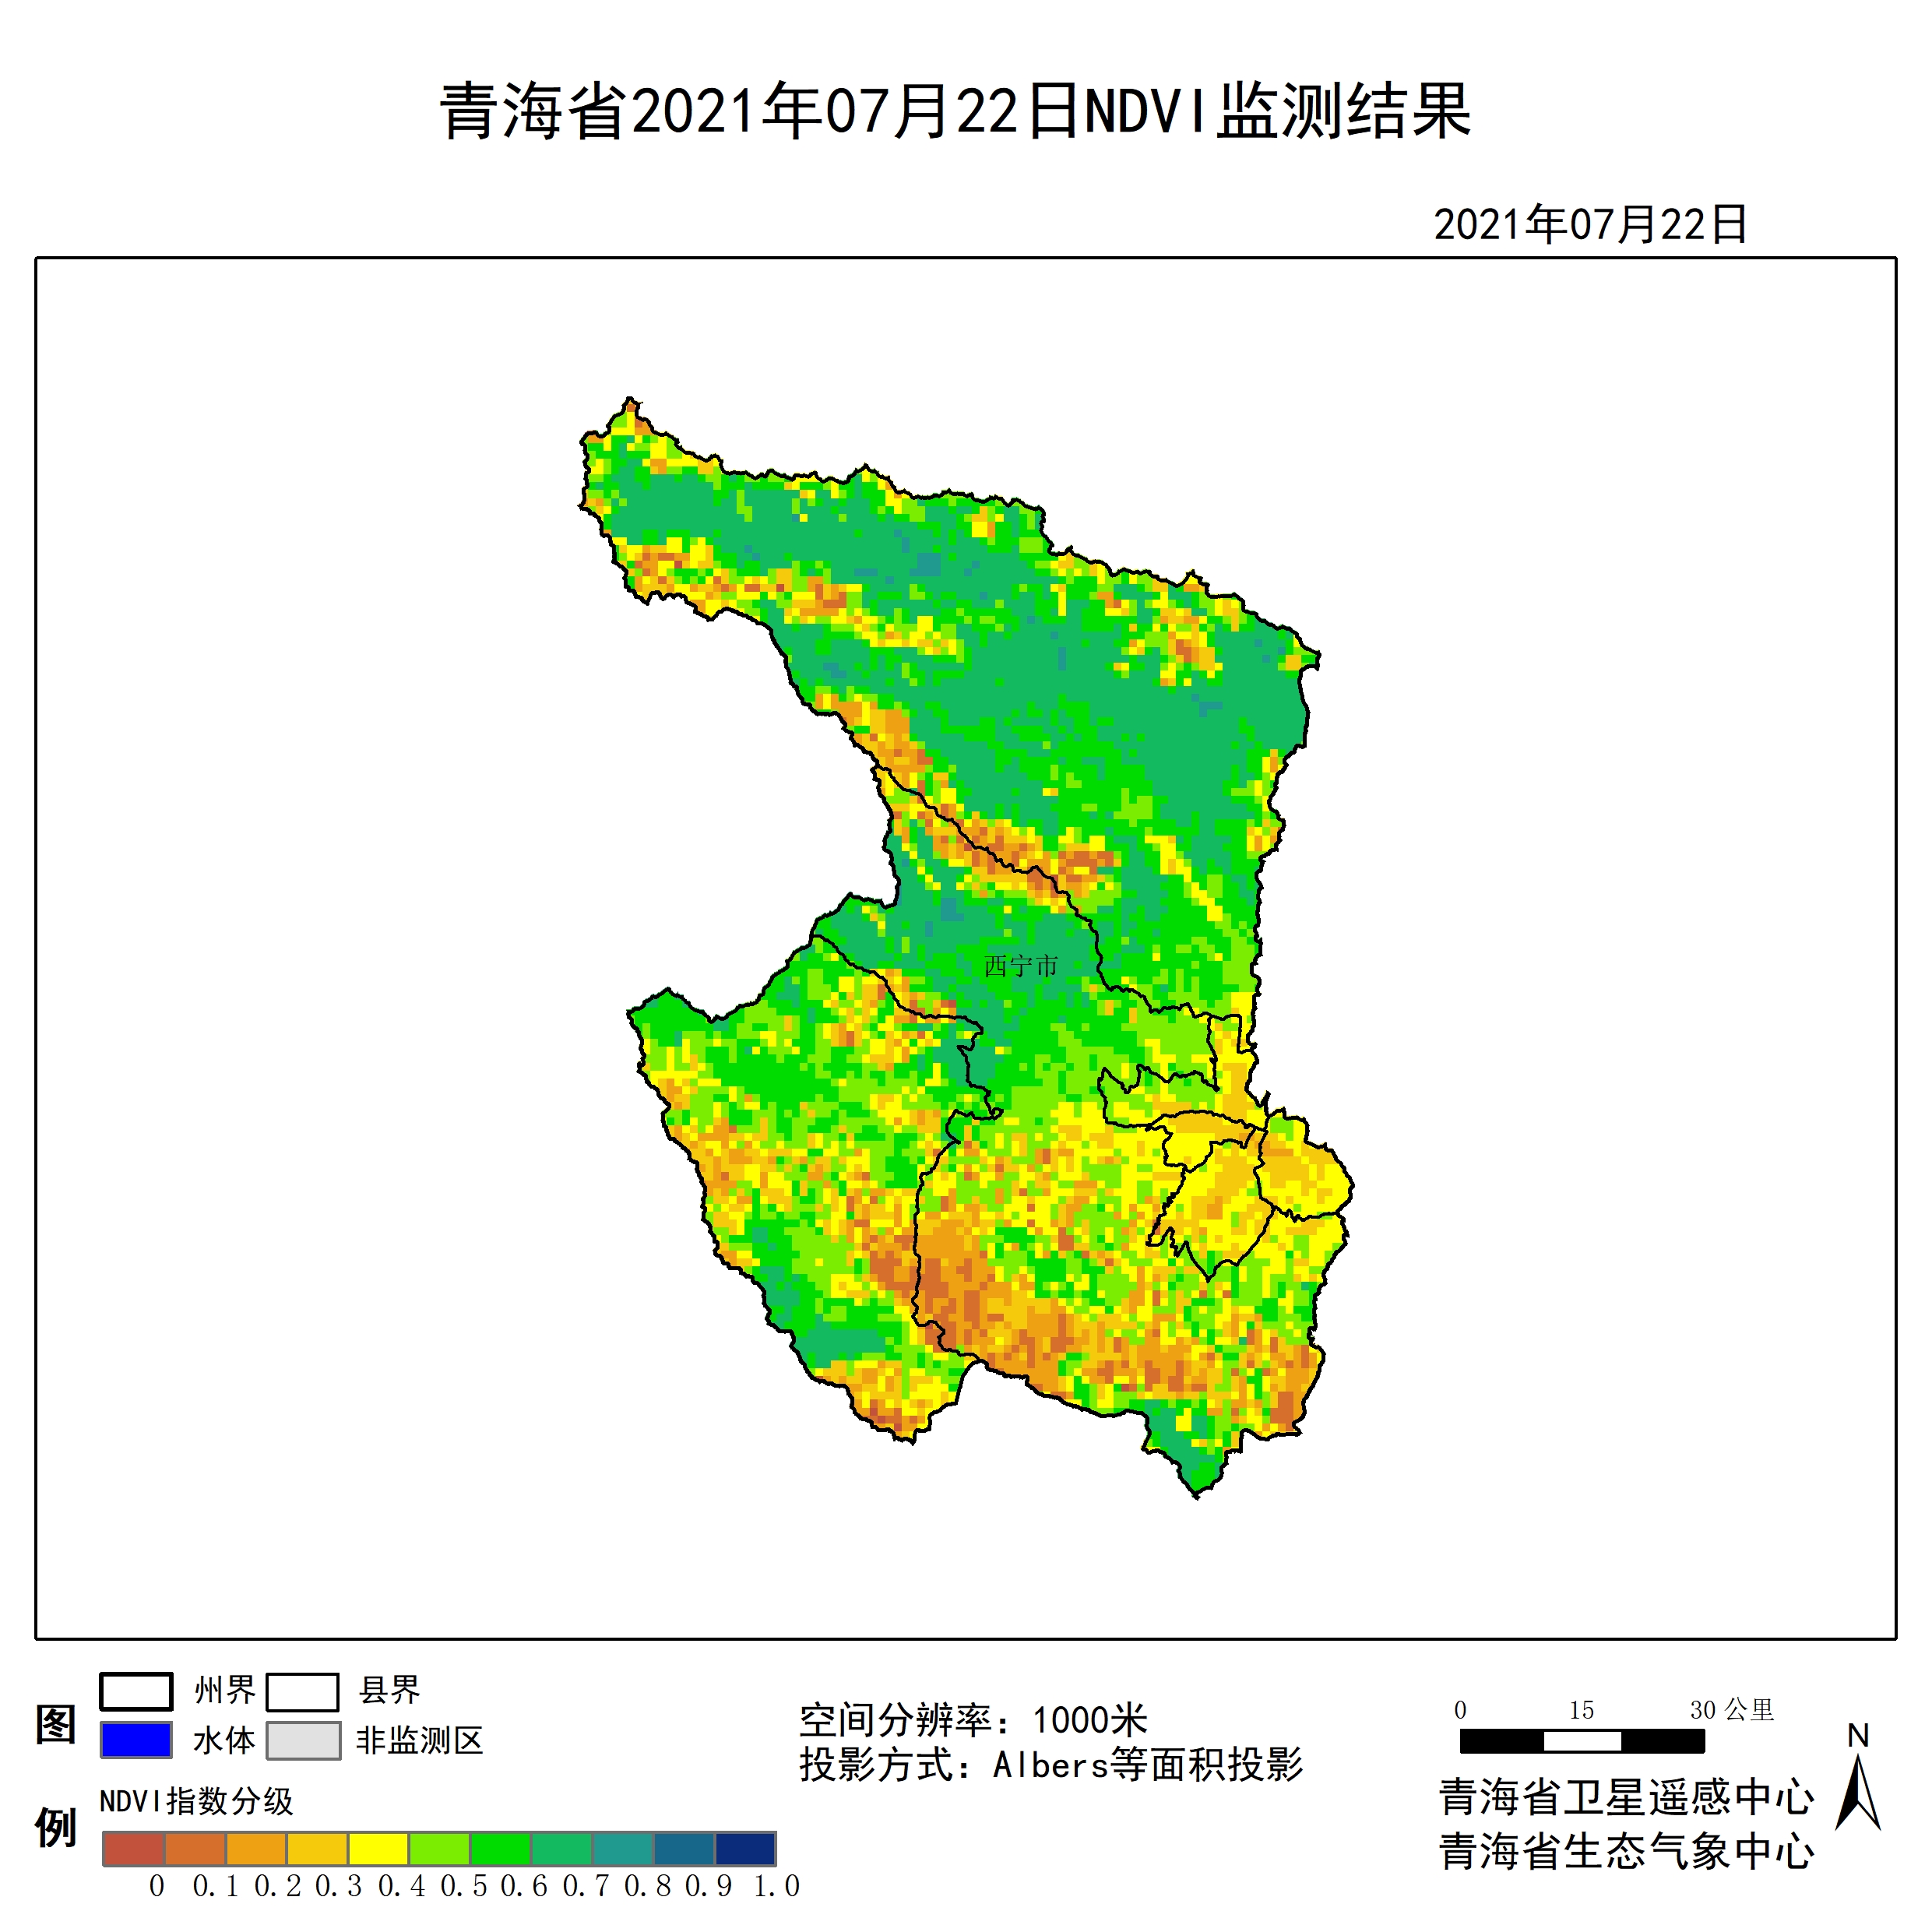 青海省2021年07月22日NDVI监测结果
2021年07月22日
西宁市
图例
州界 县界
水体 非监测区
NDVI指数分级
0 0.1 0.2 0.3 0.4 0.5 0.6 0.7 0.8 0.9 1.0
空间分辨率：1000米
投影方式：Albers等面积投影
0 15 30 公里
N
青海省卫星遥感中心
青海省生态气象中心